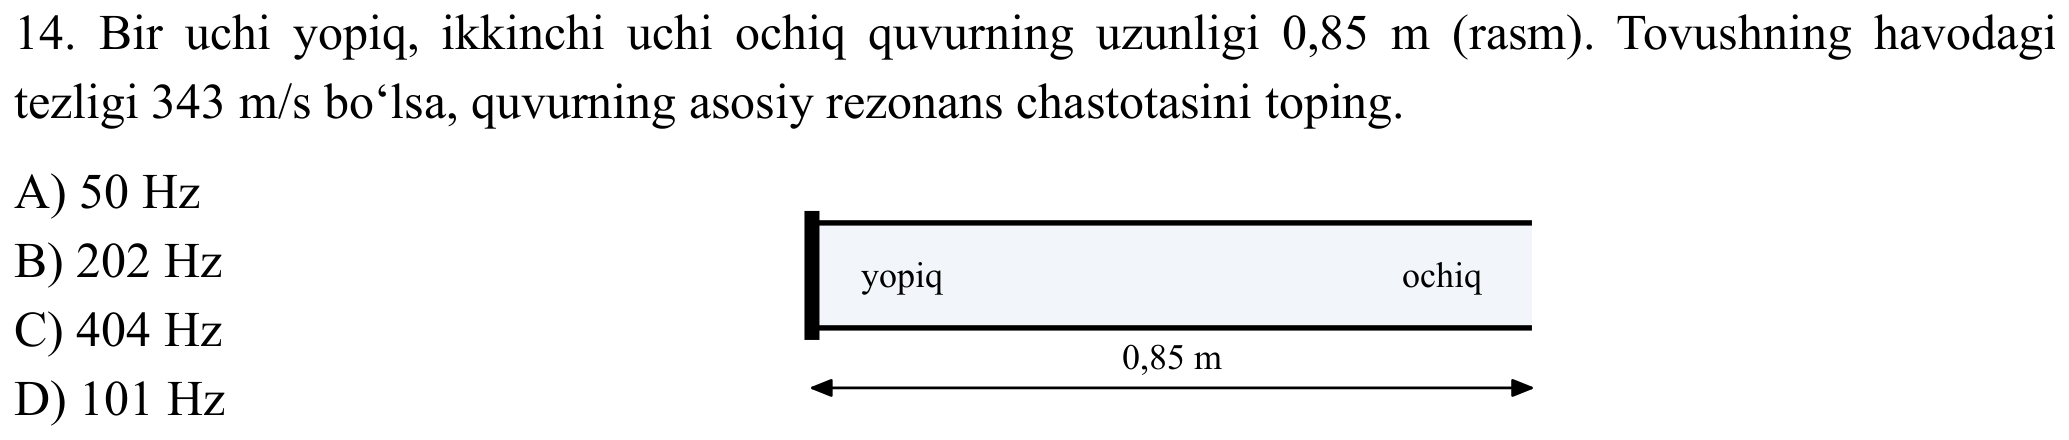 14. Bir uchi yopiq, ikkinchi uchi ochiq quvurning uzunligi 0,85 m (rasm). Tovushning havodagi
tezligi 343 m/s bo‘lsa, quvurning asosiy rezonans chastotasini toping.
A) 50 Hz
B) 202 Hz
C) 404 Hz
D) 101 Hz
yopiq
ochiq
0,85 m